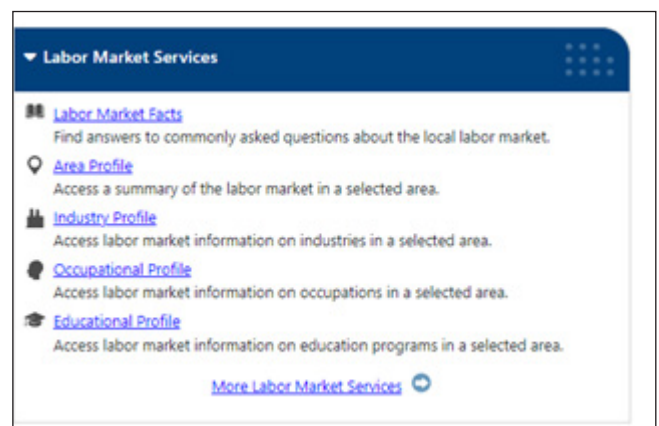 Labor Market Services
Labor Market Facts
Find answers to commonly asked questions about the local labor market.
Area Profile
Access a summary of the labor market in a selected area.
Industry Profile
Access labor market information on industries in a selected area.
Occupational Profile
Access labor market information on occupations in a selected area.
Educational Profile
Access labor market information on education programs in a selected area.
More Labor Market Services